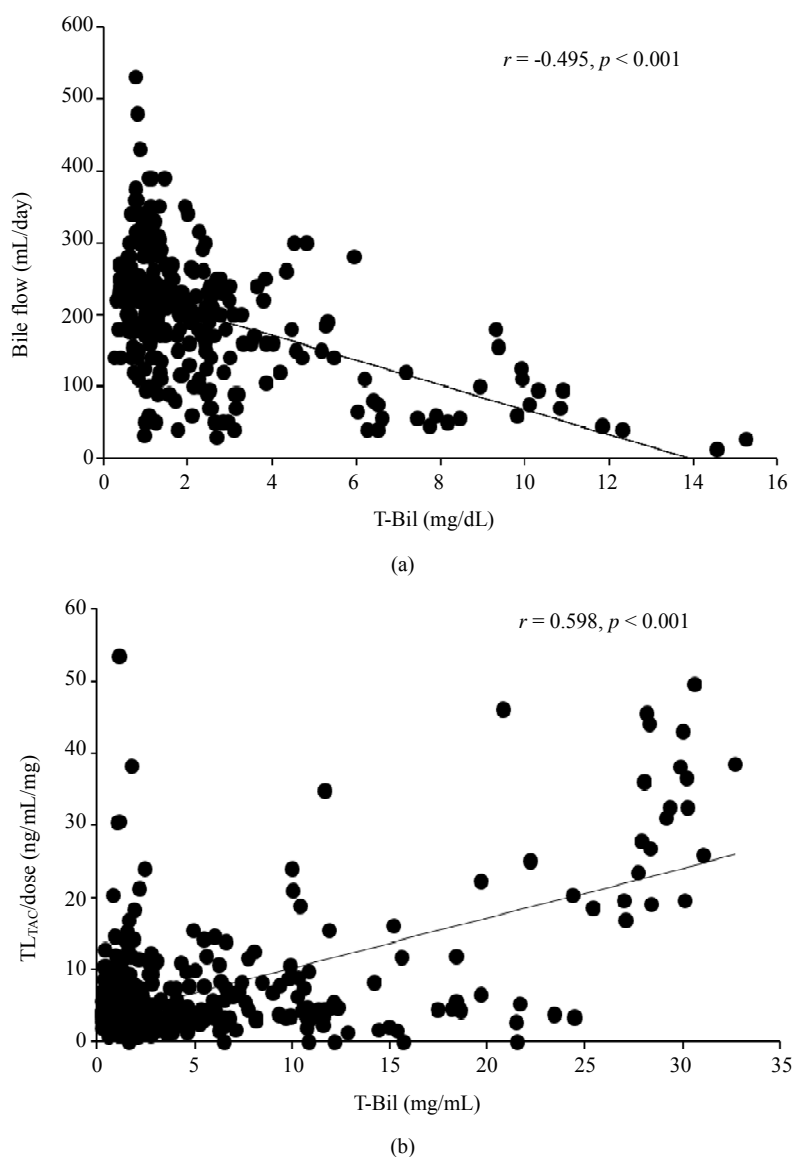 600
r = -0.495, p < 0.001
500
400
300
200
100
0
Bile flow (mL/day)
0 2 4 6 8 10 12 14 16
T-Bil (mg/dL)
(a)
60
r = 0.598, p < 0.001
50
40
30
20
10
0
TL_TAC/dose (ng/mL/mg)
0 5 10 15 20 25 30 35
T-Bil (mg/mL)
(b)